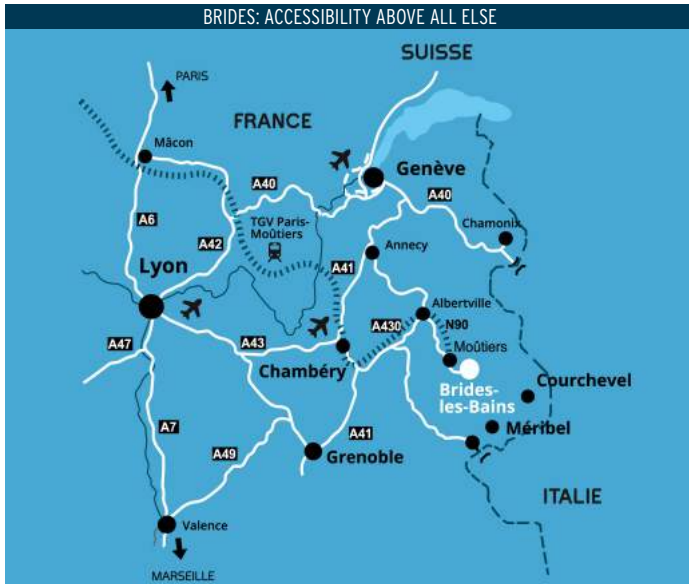 BRIDES: ACCESSIBILITY ABOVE ALL ELSE
SUISSE
PARIS
FRANCE
Mâcon
Genève
A40
A40
A6
TGV Paris-
Moûtiers
Chamonix
A42
Annecy
Lyon
A41
Albertville
A47
A43
A430
N90
Moûtiers
Chambéry
Brides-
les-Bains
Courchevel
A7
A41
Méribel
A49
Grenoble
ITALIE
Valence
MARSEILLE